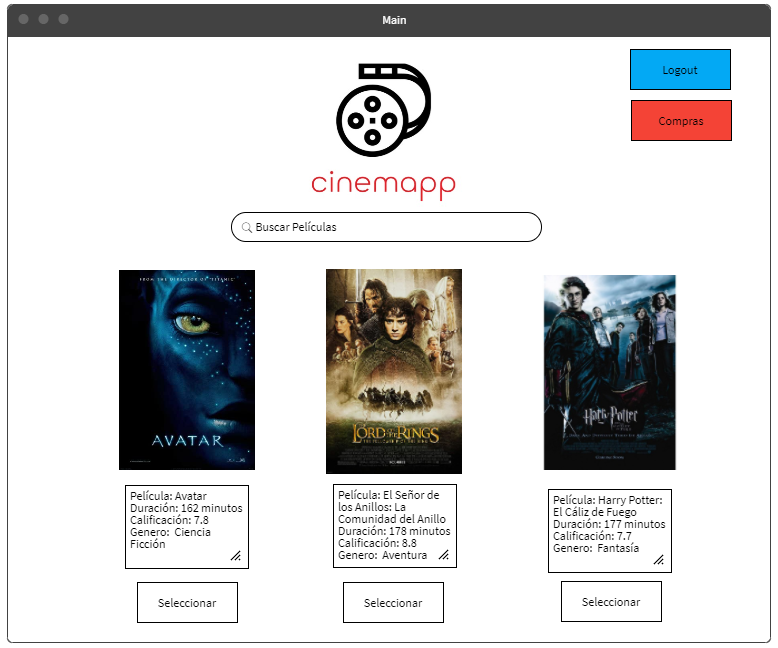 Main
Logout
Compras
cinemapp
Buscar Películas
FROM THE DIRECTOR OF "TITANIC"
AVATAR
THE
LORD OF THE RINGS
Harry Potter
Película: Avatar
Duración: 162 minutos
Calificación: 7.8
Genero: Ciencia
Ficción
Película: El Señor de
los Anillos: La
Comunidad del Anillo
Duración: 178 minutos
Calificación: 8.8
Genero: Aventura
Película: Harry Potter:
El Cáliz de Fuego
Duración: 177 minutos
Calificación: 7.7
Genero: Fantasía
Seleccionar
Seleccionar
Seleccionar